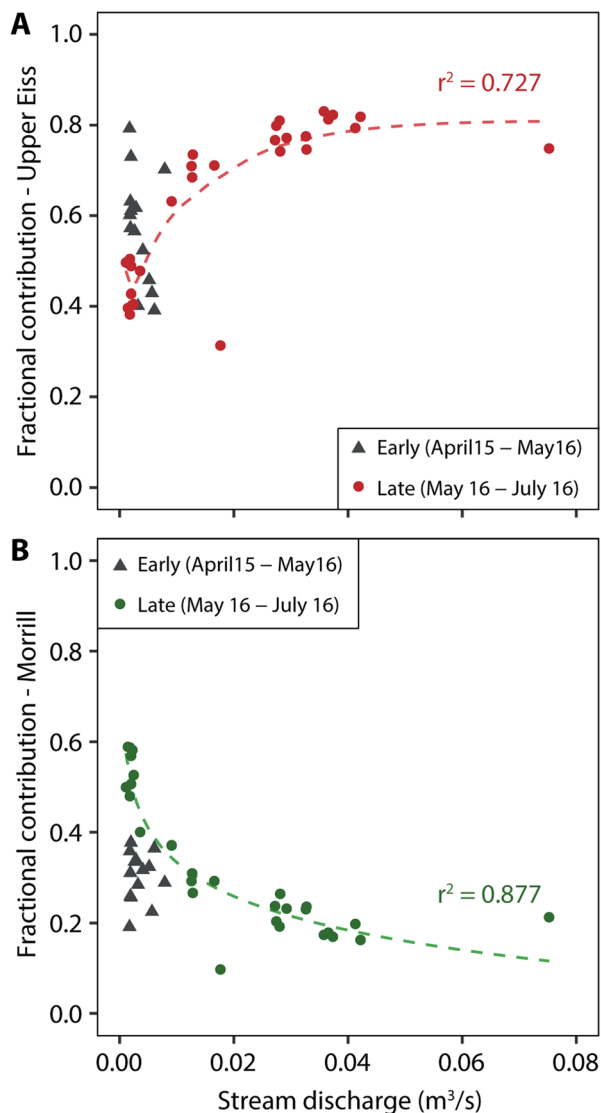 A
1.0
r² = 0.727
0.8
0.6
0.4
0.2
0.0
Fractional contribution - Upper Eiss
Early (April15 – May16)
Late (May 16 – July 16)
B
1.0
Early (April15 – May16)
Late (May 16 – July 16)
0.8
0.6
0.4
r² = 0.877
0.2
0.0
Fractional contribution - Morrill
0.00 0.02 0.04 0.06 0.08
Stream discharge (m³/s)